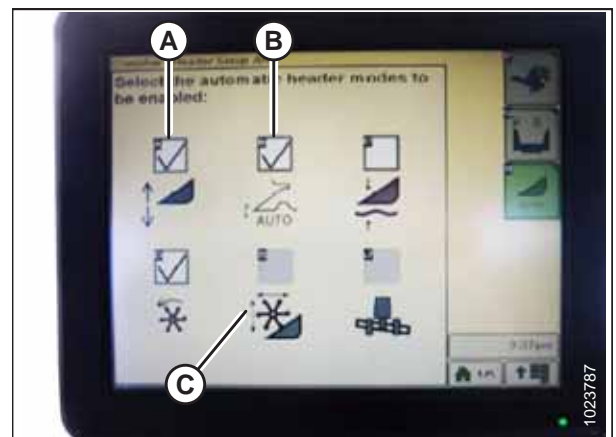 A
B
Select the automatic header modes to
be enabled:
AUTO
C
1023787